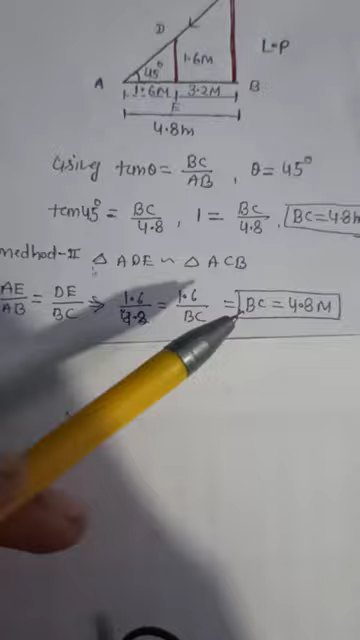 D
1.6M
L=P
45°
A
B
1.6M
3.2M
E
4.8m
Using tanθ = BC/AB , θ = 45°
tan45° = BC/4.8 , 1 = BC/4.8 , BC = 4.8M
medhod-II △ ADE ~ △ ACB
AE/AB = DE/BC ⇒ 1.6/4.8 = 1.6/BC = BC = 4.8M